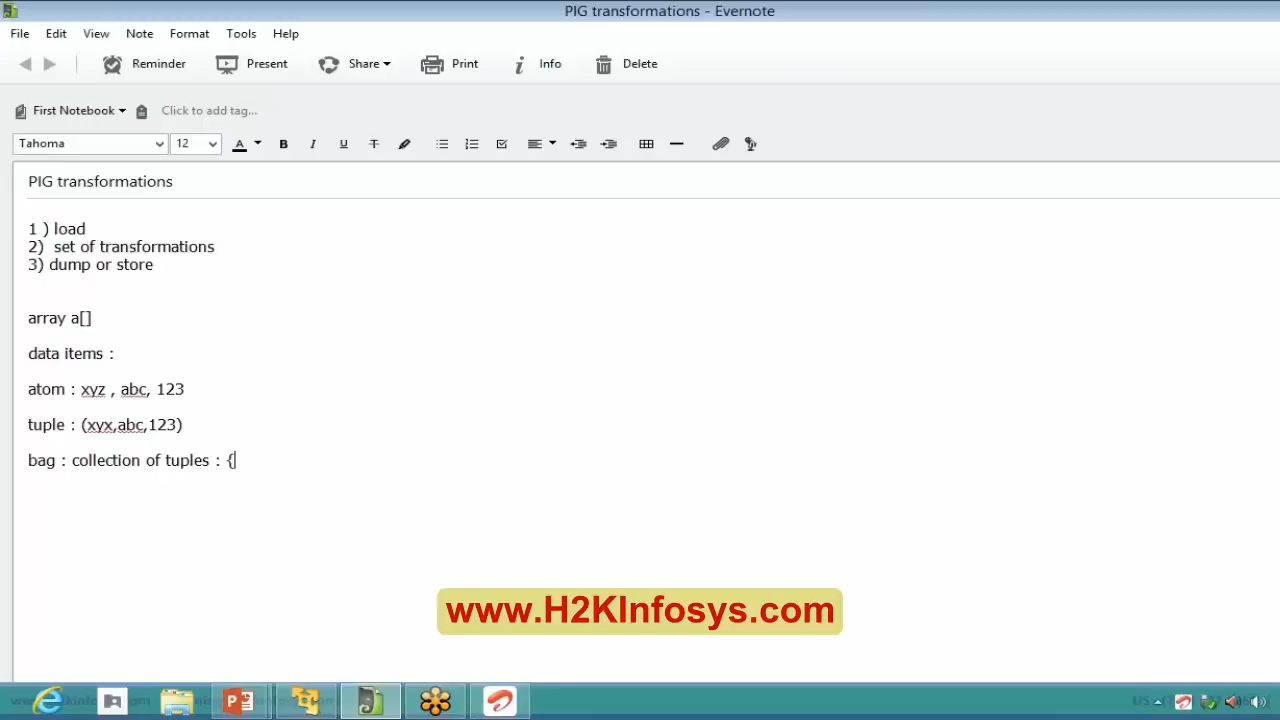 PIG transformations - Evernote
File Edit View Note Format Tools Help
Reminder Present Share Print Info Delete
First Notebook Click to add tag...
Tahoma 12 A B I U T
PIG transformations
1 ) load
2) set of transformations
3) dump or store
array a[]
data items :
atom : xyz , abc, 123
tuple : (xyx,abc,123)
bag : collection of tuples : {
www.H2KInfosys.com